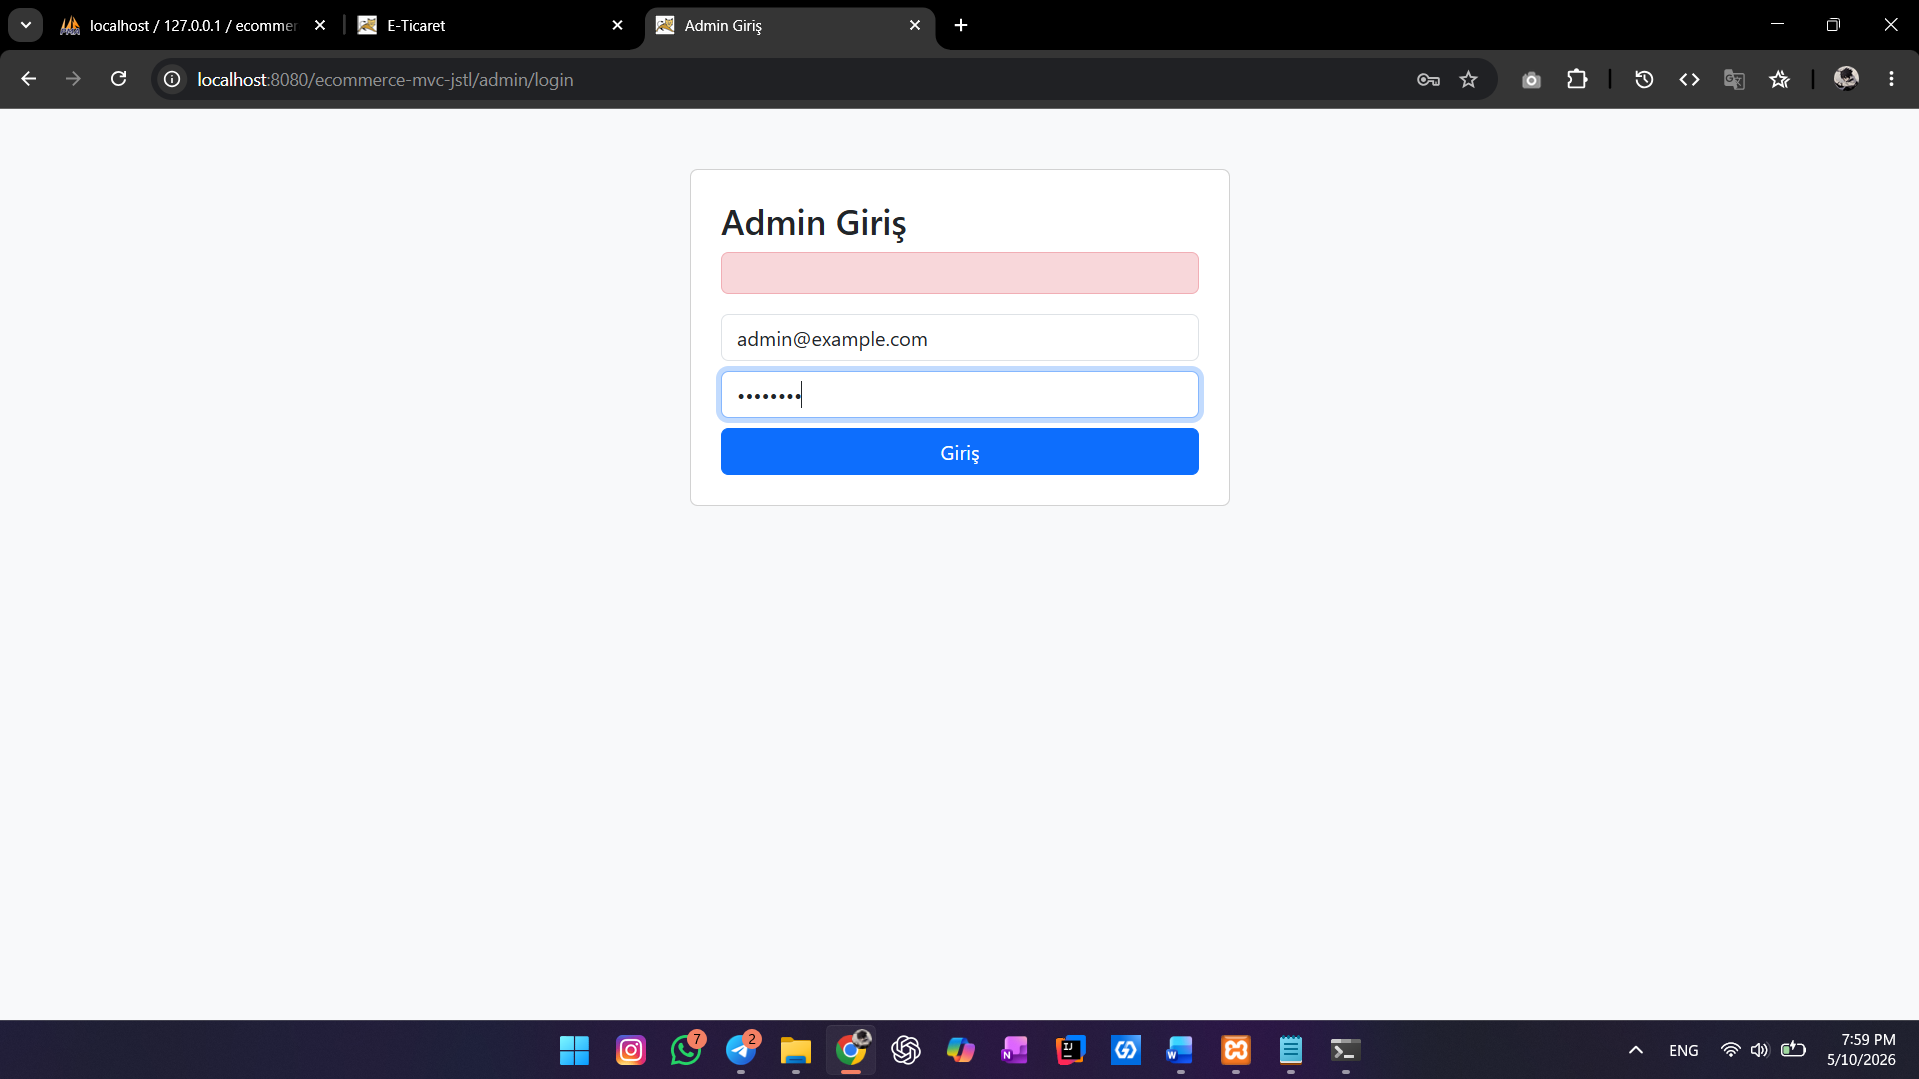 localhost / 127.0.0.1 / ecommer
E-Ticaret
Admin Giriş
localhost:8080/ecommerce-mvc-jstl/admin/login
Admin Giriş
admin@example.com
••••••••
Giriş
7
2
ENG
7:59 PM
5/10/2026